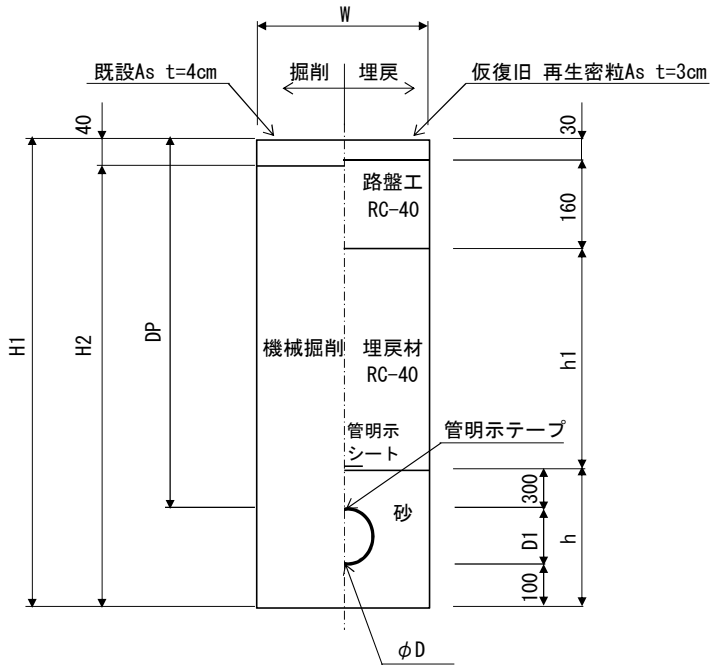 W
既設As t=4cm
掘削 埋戻
仮復旧 再生密粒As t=3cm
40
30
路盤工
RC-40
160
H1
H2
DP
機械掘削
埋戻材
RC-40
h1
管明示
シート
管明示テープ
砂
300
D1
h
100
φD